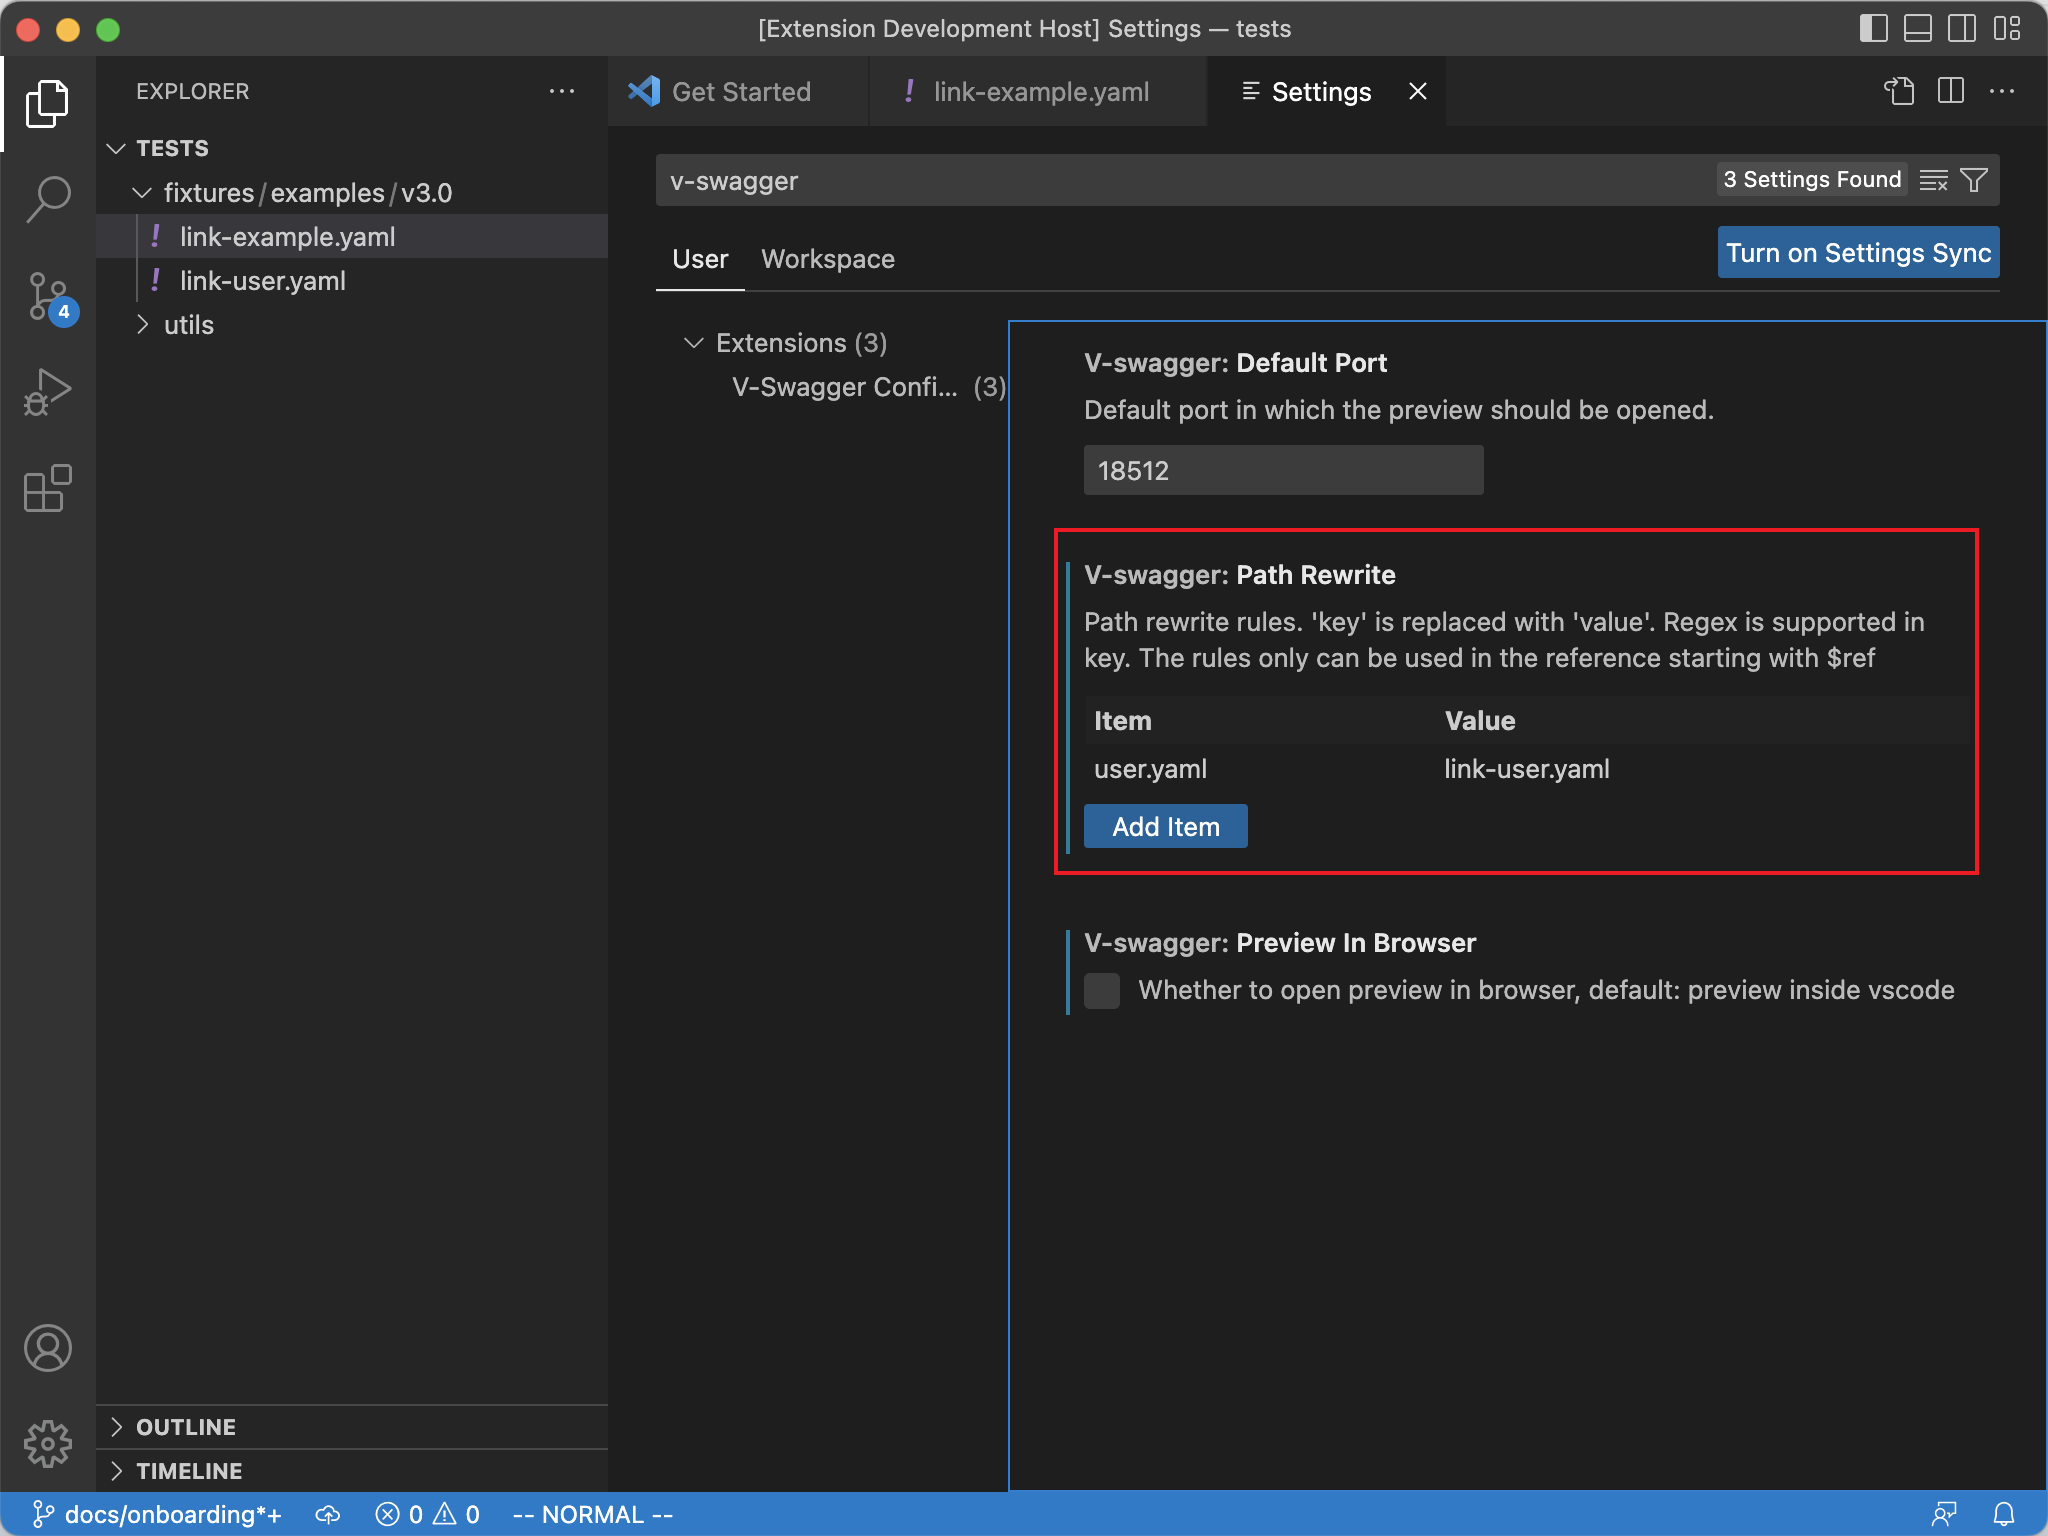 [Extension Development Host] Settings — tests
EXPLORER
TESTS
fixtures/examples/v3.0
! link-example.yaml
! link-user.yaml
utils
4
OUTLINE
TIMELINE
Get Started
! link-example.yaml
Settings
v-swagger
3 Settings Found
User
Workspace
Turn on Settings Sync
Extensions (3)
V-Swagger Confi... (3)
V-swagger: Default Port
Default port in which the preview should be opened.
18512
V-swagger: Path Rewrite
Path rewrite rules. 'key' is replaced with 'value'. Regex is supported in
key. The rules only can be used in the reference starting with $ref
Item Value
user.yaml link-user.yaml
Add Item
V-swagger: Preview In Browser
Whether to open preview in browser, default: preview inside vscode
docs/onboarding*+ 0 0 -- NORMAL --